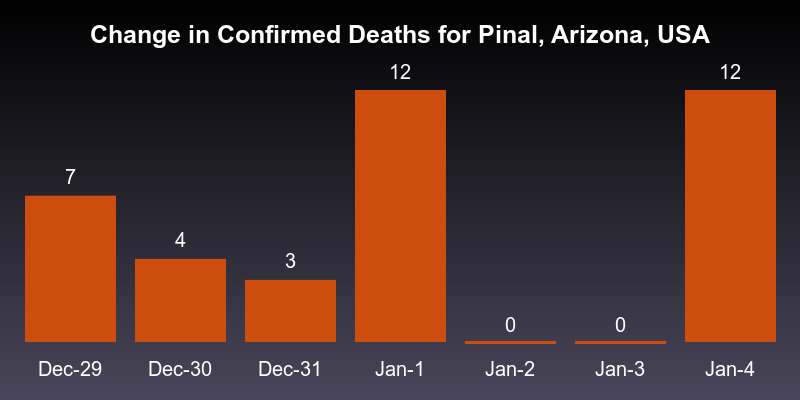 Change in Confirmed Deaths for Pinal, Arizona, USA
7
4
3
12
0
0
12
Dec-29
Dec-30
Dec-31
Jan-1
Jan-2
Jan-3
Jan-4